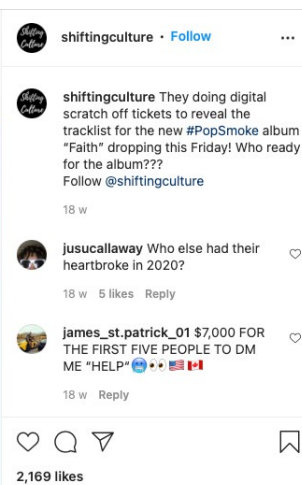 shiftingculture • Follow
shiftingculture They doing digital
scratch off tickets to reveal the
tracklist for the new #PopSmoke album
“Faith” dropping this Friday! Who ready
for the album???
Follow @shiftingculture
18 w
jusucallaway Who else had their
heartbroke in 2020?
18 w 5 likes Reply
james_st.patrick_01 $7,000 FOR
THE FIRST FIVE PEOPLE TO DM
ME “HELP”🥶👀🇺🇸🇨🇦
18 w Reply
2,169 likes